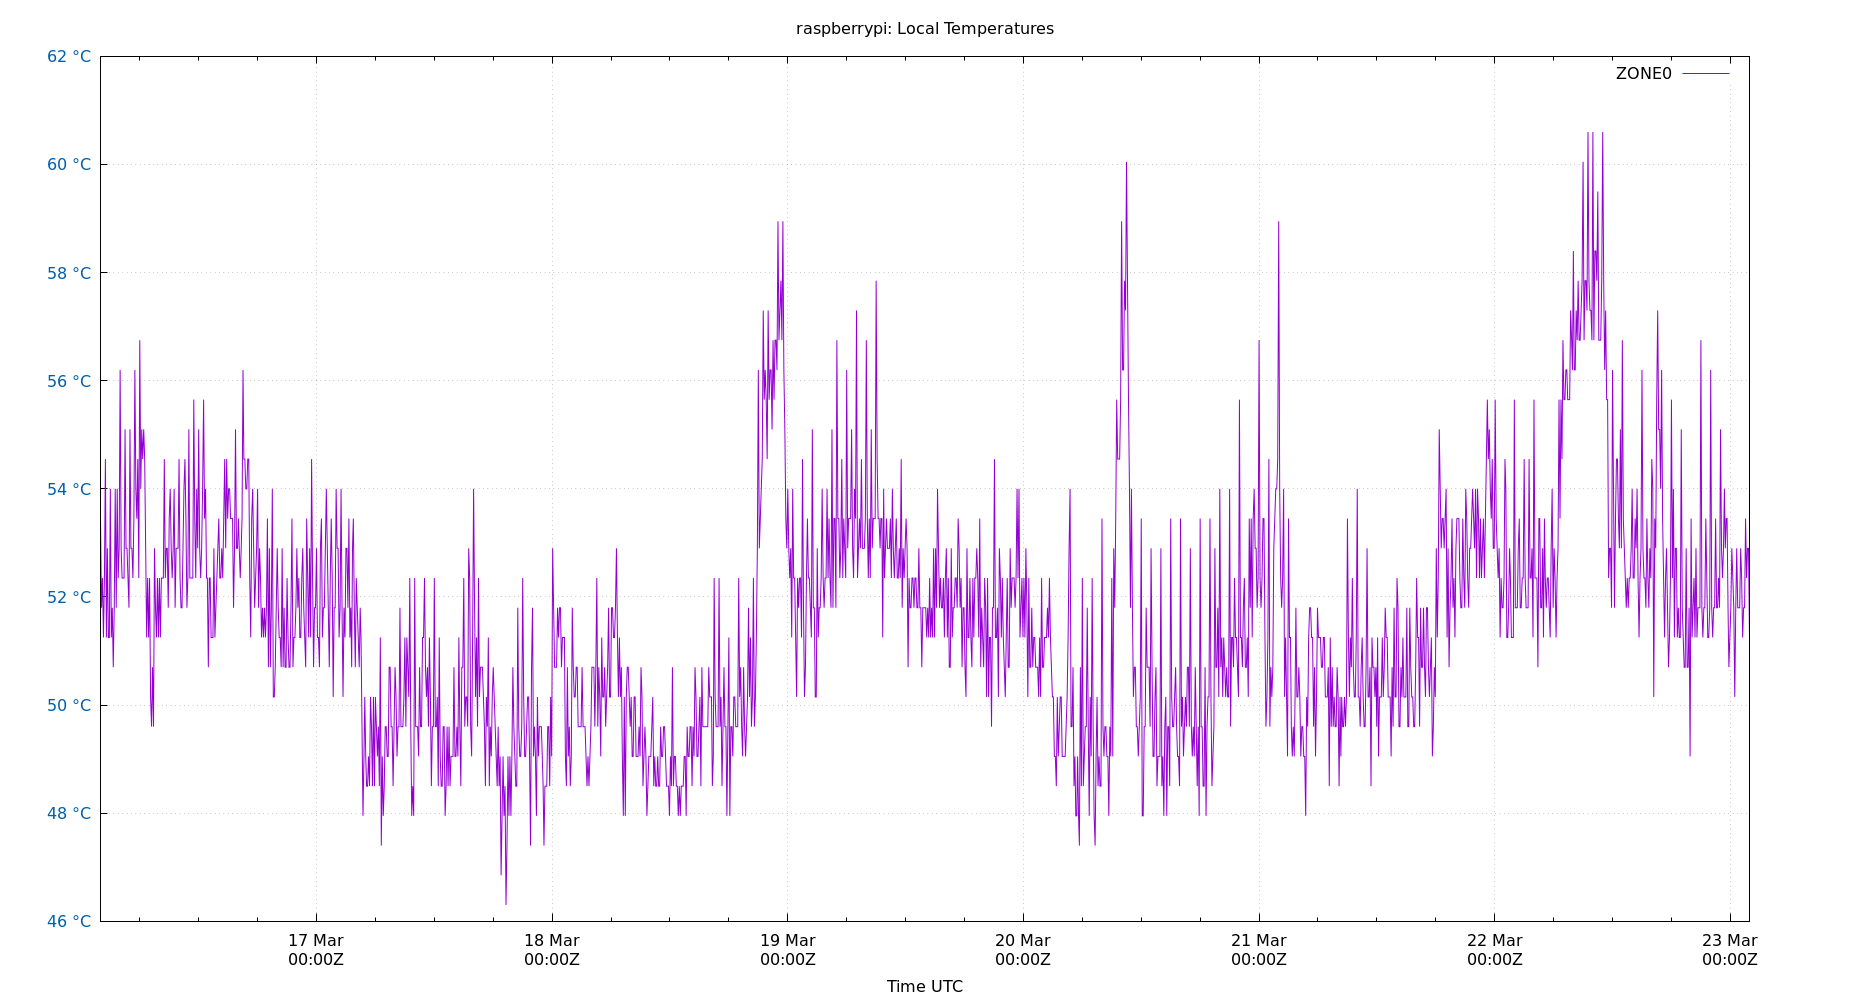 raspberrypi: Local Temperatures
62 °C
ZONE0
60 °C
58 °C
56 °C
54 °C
52 °C
50 °C
48 °C
46 °C
17 Mar 18 Mar 19 Mar 20 Mar 21 Mar 22 Mar 23 Mar
00:00Z 00:00Z 00:00Z 00:00Z 00:00Z 00:00Z 00:00Z
Time UTC